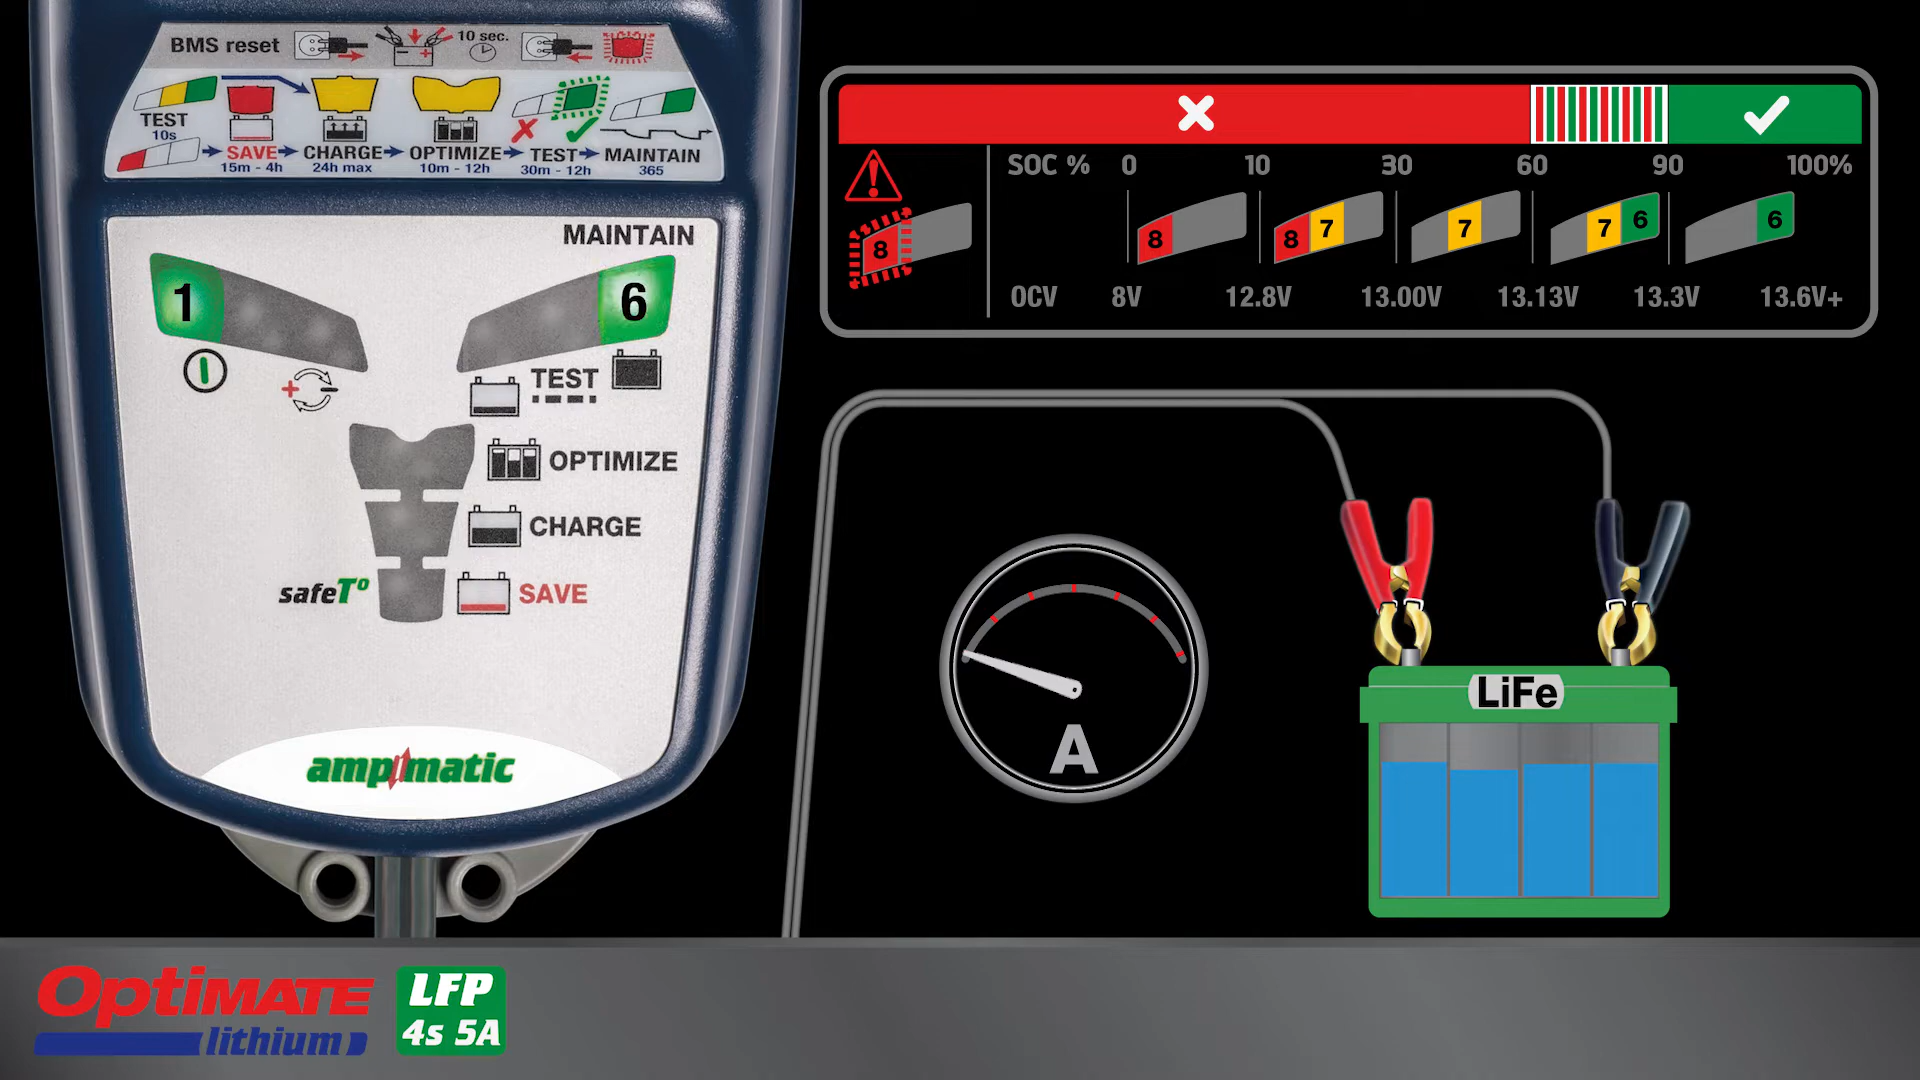 BMS reset
10 sec.
TEST
10s
SAVE CHARGE OPTIMIZE TEST MAINTAIN
15m - 4h 24h max 10m - 12h 30m - 12h 365
MAINTAIN
1
6
TEST
OPTIMIZE
CHARGE
safeTº
SAVE
ampmatic
SOC % 0 10 30 60 90 100%
8 8 8 7 7 7 6 6
OCV 8V 12.8V 13.00V 13.13V 13.3V 13.6V+
A
LiFe
OptiMATE
lithium
LFP
4s 5A